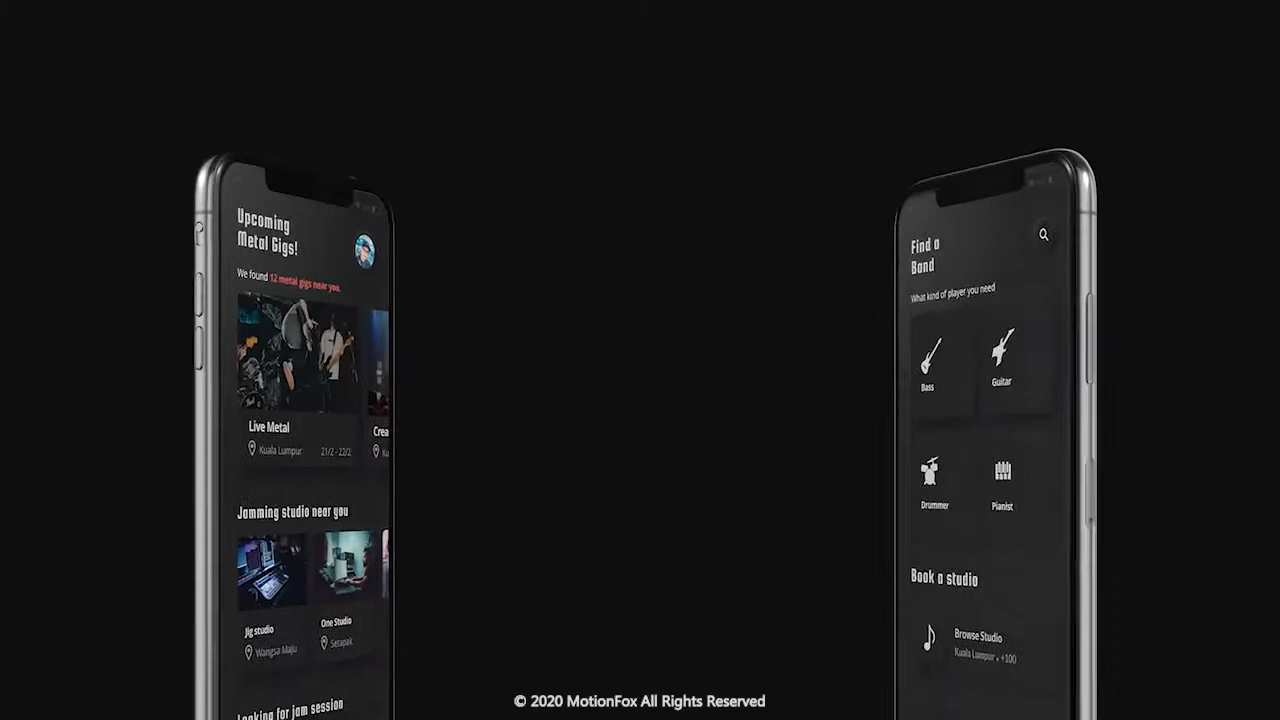 Upcoming
Metal Gigs!
We found 12 metal gigs near you.
Live Metal
Kuala Lumpur
21/2 - 22/2
Crea
Ku
Jamming studio near you
Jig studio
Wangsa Maju
One Studio
Setapak
Looking for jam session
Find a
Band
What kind of player you need
Bass
Guitar
Drummer
Pianist
Book a studio
Browse Studio
Kuala Lumpur . +100
© 2020 MotionFox All Rights Reserved